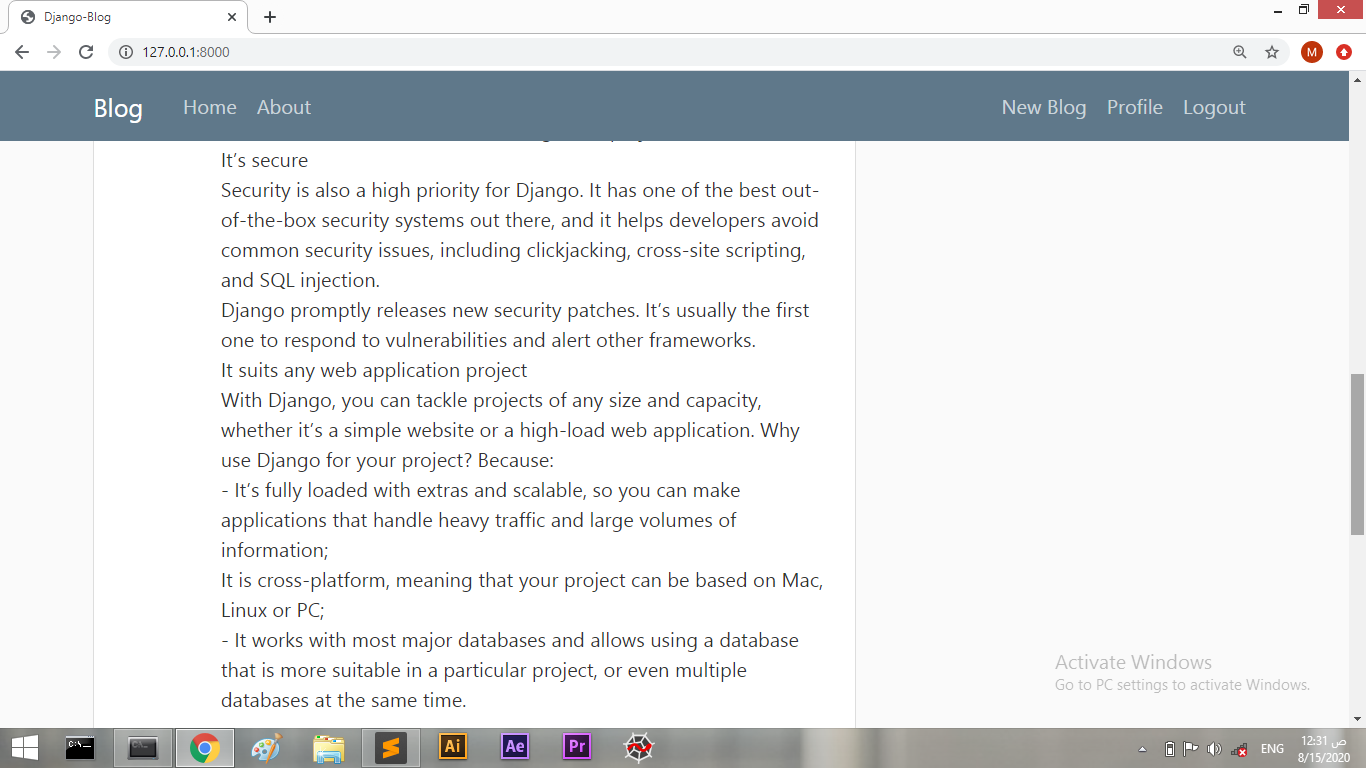 Django-Blog
127.0.0.1:8000
M
Blog Home About New Blog Profile Logout
It’s secure
Security is also a high priority for Django. It has one of the best out-
of-the-box security systems out there, and it helps developers avoid
common security issues, including clickjacking, cross-site scripting,
and SQL injection.
Django promptly releases new security patches. It’s usually the first
one to respond to vulnerabilities and alert other frameworks.
It suits any web application project
With Django, you can tackle projects of any size and capacity,
whether it’s a simple website or a high-load web application. Why
use Django for your project? Because:
- It’s fully loaded with extras and scalable, so you can make
applications that handle heavy traffic and large volumes of
information;
It is cross-platform, meaning that your project can be based on Mac,
Linux or PC;
- It works with most major databases and allows using a database
that is more suitable in a particular project, or even multiple
databases at the same time.
Activate Windows
Go to PC settings to activate Windows.
Ai Ae Pr
ENG
12:31 ص
8/15/2020